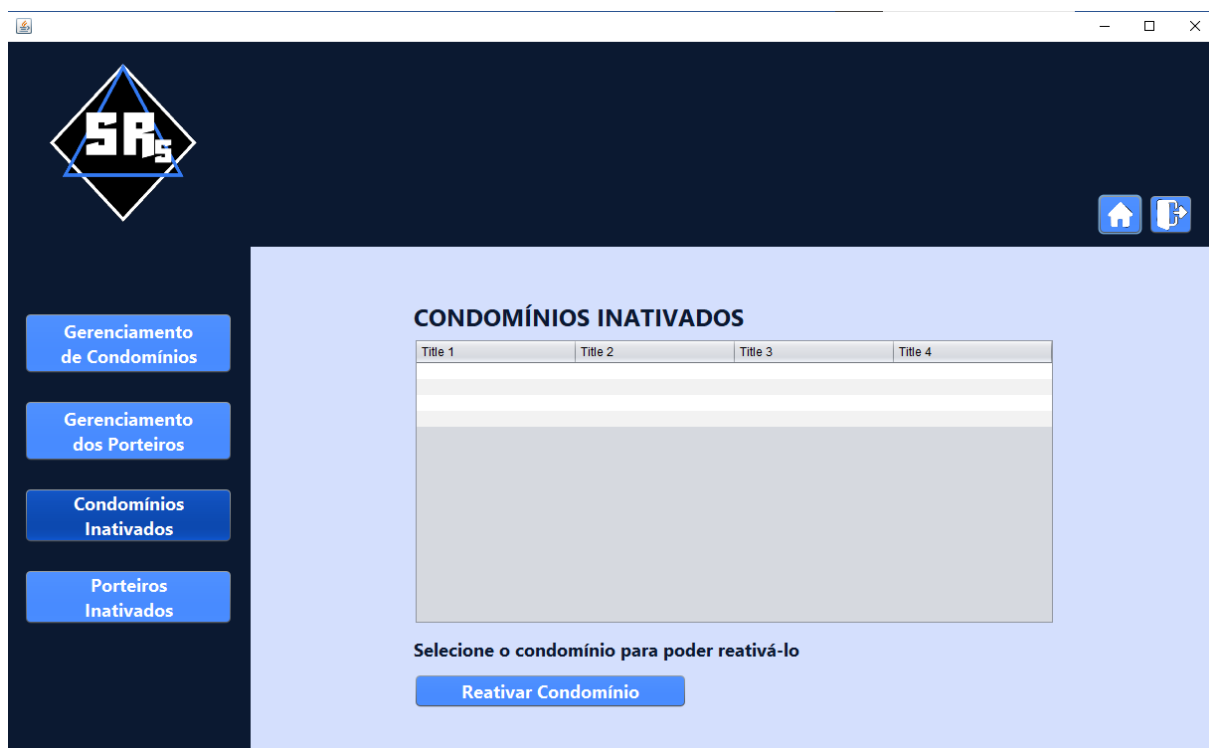 SRs
Gerenciamento
de Condomínios
Gerenciamento
dos Porteiros
Condomínios
Inativados
Porteiros
Inativados
CONDOMÍNIOS INATIVADOS
Title 1 Title 2 Title 3 Title 4
Selecione o condomínio para poder reativá-lo
Reativar Condomínio